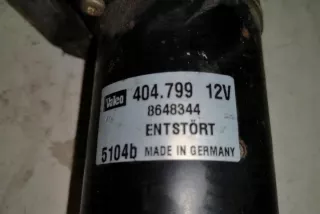 Valeo 404.799 12V
8648344
ENTSTÖRT
5104b MADE IN GERMANY